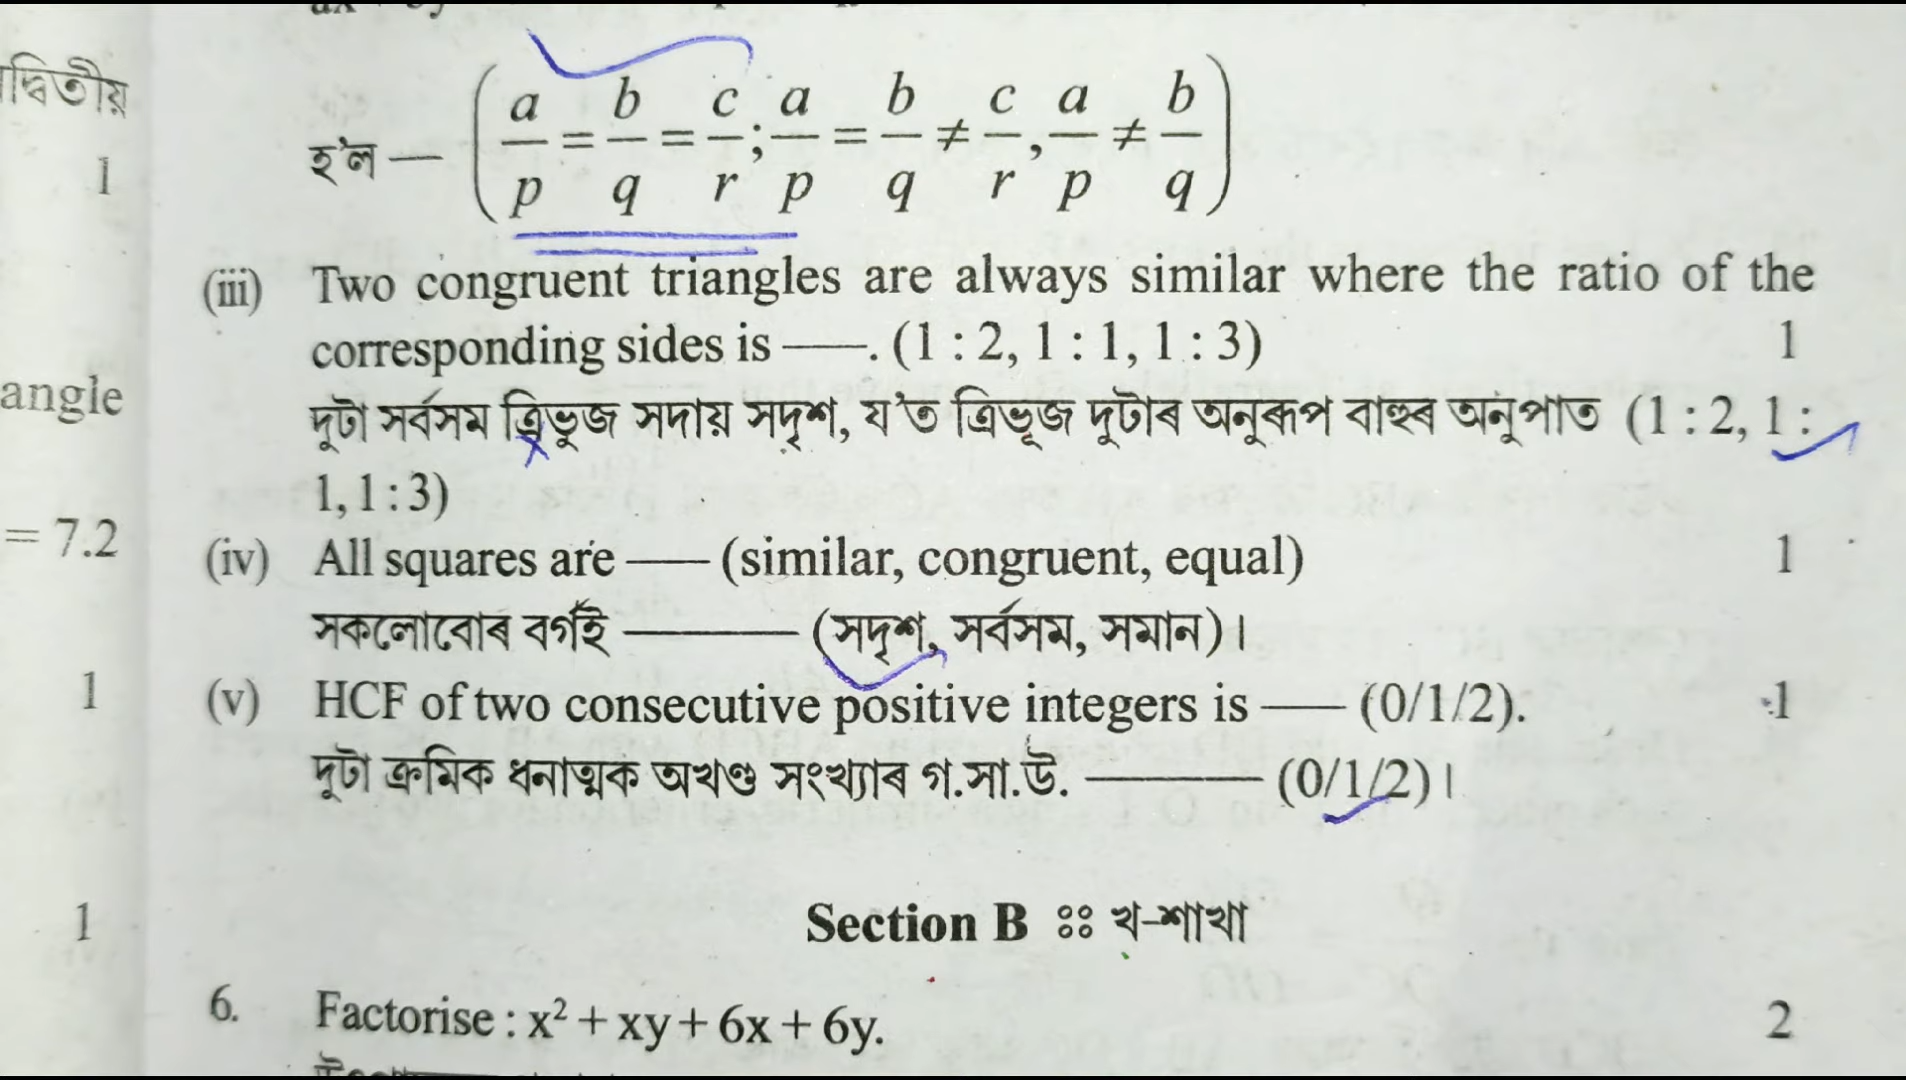 দ্বিতীয়
1
হ'ল — (a/p = b/q = c/r; a/p = b/q ≠ c/r, a/p ≠ b/q)
(iii) Two congruent triangles are always similar where the ratio of the
corresponding sides is ——. (1 : 2, 1 : 1, 1 : 3) 1
angle
দুটা সৰ্বসম ত্ৰিভুজ সদায় সদৃশ, য'ত ত্ৰিভূজ দুটাৰ অনুৰূপ বাহুৰ অনুপাত (1 : 2, 1 :
1, 1 : 3)
= 7.2
(iv) All squares are —— (similar, congruent, equal) 1
সকলোবোৰ বৰ্গই ———— (সদৃশ, সৰ্বসম, সমান)।
1
(v) HCF of two consecutive positive integers is —— (0/1/2). 1
দুটা ক্ৰমিক ধনাত্মক অখণ্ড সংখ্যাৰ গ.সা.উ. ———— (0/1/2)।
1
Section B ঃঃ খ-শাখা
6. Factorise : x² + xy + 6x + 6y. 2